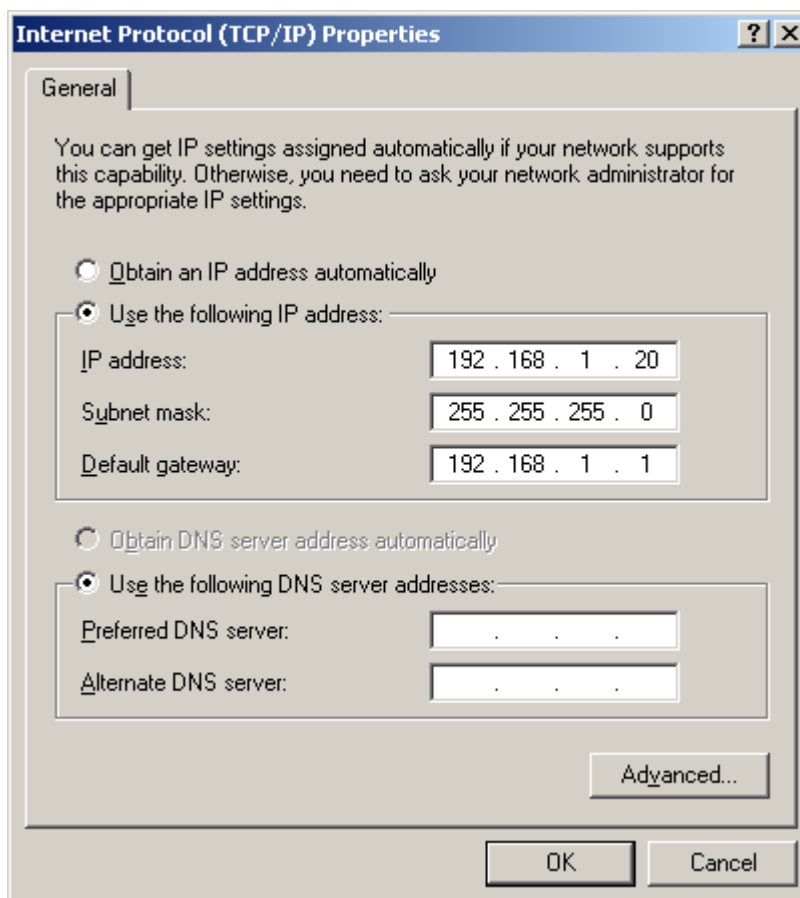 Internet Protocol (TCP/IP) Properties
General
You can get IP settings assigned automatically if your network supports
this capability. Otherwise, you need to ask your network administrator for
the appropriate IP settings.
Obtain an IP address automatically
Use the following IP address:
IP address: 192 . 168 . 1 . 20
Subnet mask: 255 . 255 . 255 . 0
Default gateway: 192 . 168 . 1 . 1
Obtain DNS server address automatically
Use the following DNS server addresses:
Preferred DNS server: . . .
Alternate DNS server: . . .
Advanced...
OK Cancel